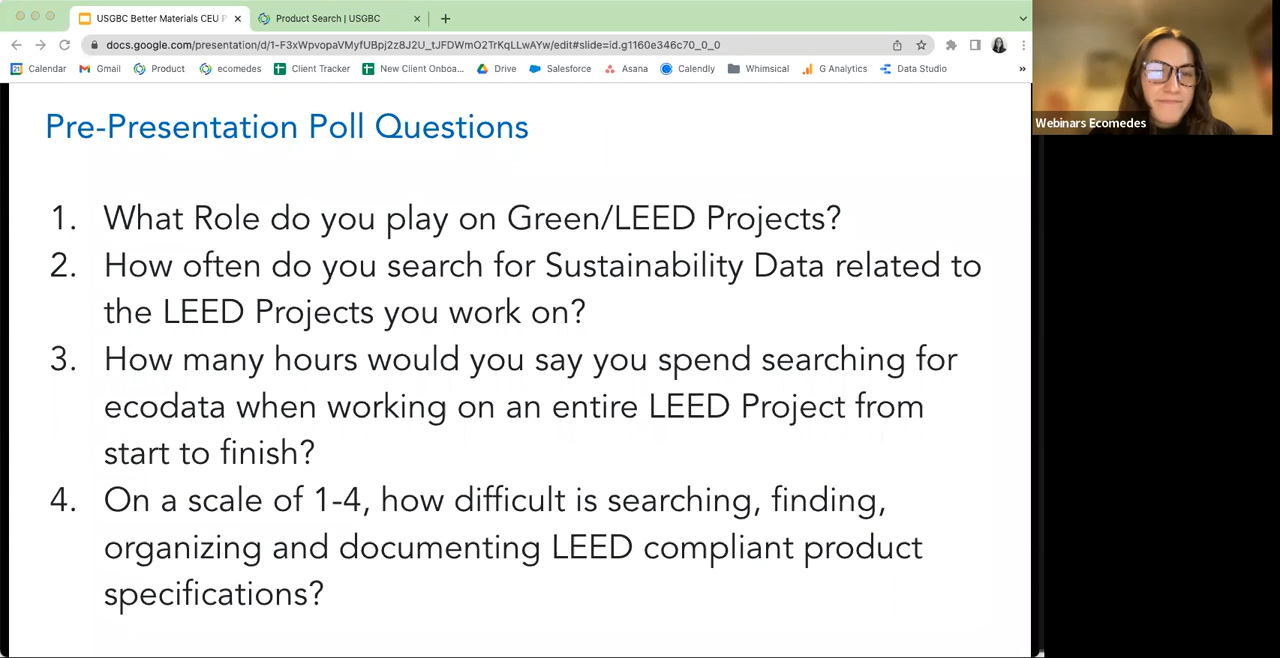 USGBC Better Materials CEU P
Product Search | USGBC
docs.google.com/presentation/d/1-F3xWpvopaVMyfUBpj2z8J2U_tJFDWmO2TrKqLLwAYw/edit#slide=id.g1160e346c70_0_0
21 Calendar Gmail Product ecomedes Client Tracker New Client Onboa... Drive Salesforce Asana Calendly Whimsical G Analytics Data Studio »
Webinars Ecomedes
Pre-Presentation Poll Questions
1. What Role do you play on Green/LEED Projects?
2. How often do you search for Sustainability Data related to
the LEED Projects you work on?
3. How many hours would you say you spend searching for
ecodata when working on an entire LEED Project from
start to finish?
4. On a scale of 1-4, how difficult is searching, finding,
organizing and documenting LEED compliant product
specifications?